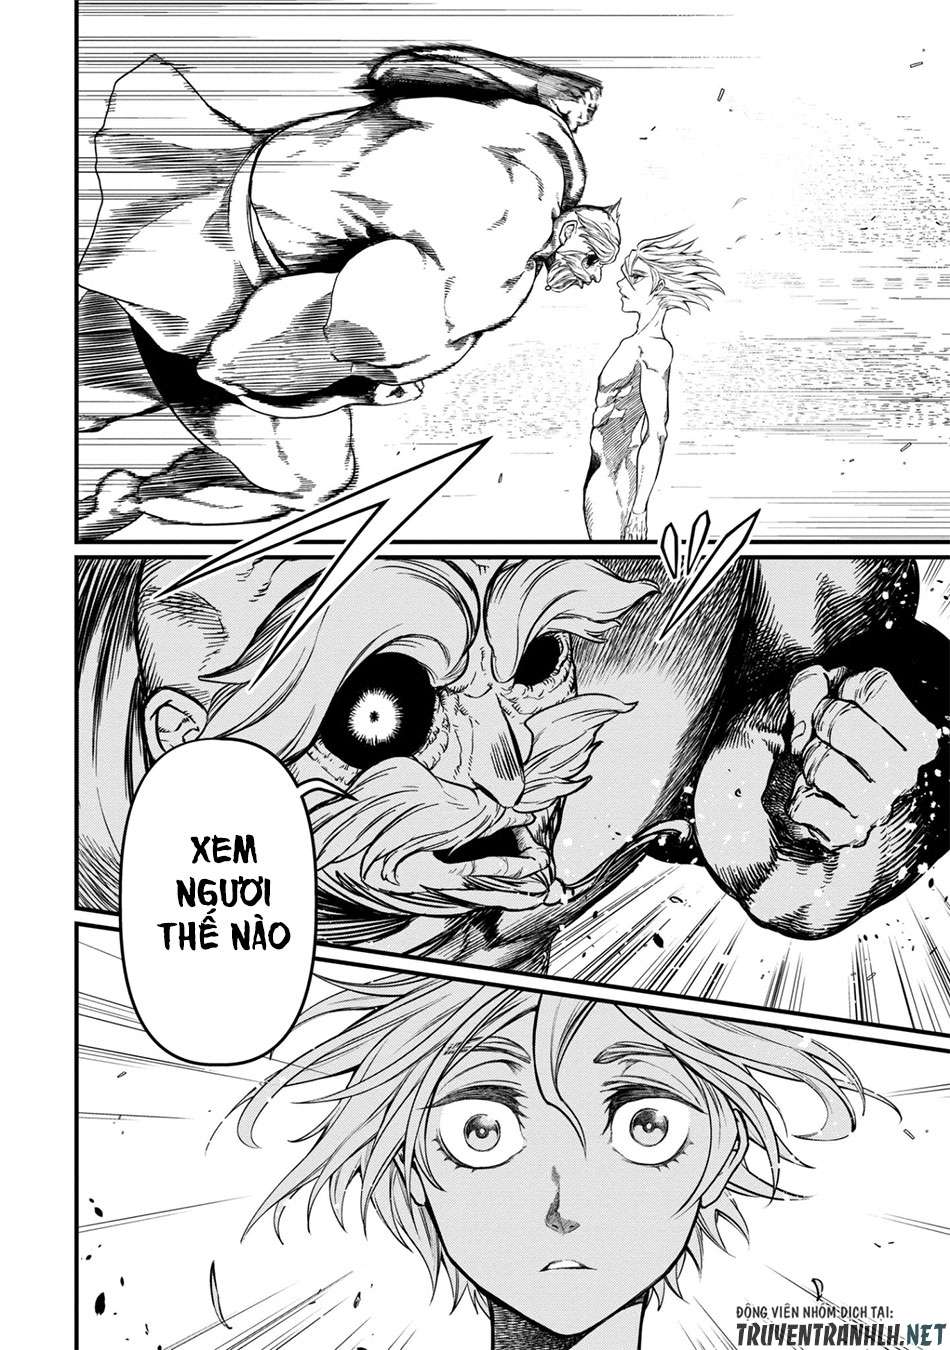 XEM
NGƯƠI
THẾ NÀO
ĐỘNG VIÊN NHÓM DỊCH TẠI:
TRUYENTRANHLH.NET